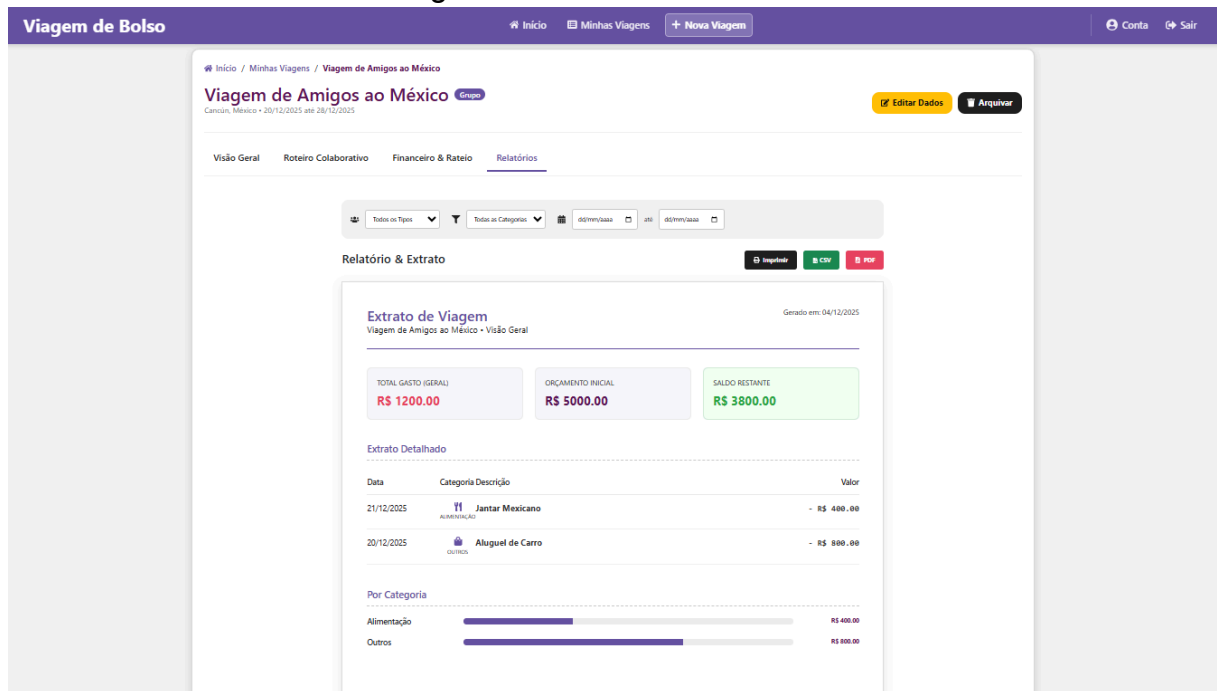 Viagem de Bolso
Início Minhas Viagens + Nova Viagem
Conta Sair
Início / Minhas Viagens / Viagem de Amigos ao México
Viagem de Amigos ao México Grupo
Cancún, México • 20/12/2025 até 28/12/2025
Editar Dados Arquivar
Visão Geral Roteiro Colaborativo Financeiro & Rateio Relatórios
Todos os Tipos Todas as Categorias dd/mm/aaaa até dd/mm/aaaa
Relatório & Extrato
Imprimir CSV PDF
Extrato de Viagem
Viagem de Amigos ao México • Visão Geral
Gerado em: 04/12/2025
TOTAL GASTO (GERAL)
R$ 1200.00
ORÇAMENTO INICIAL
R$ 5000.00
SALDO RESTANTE
R$ 3800.00
Extrato Detalhado
Data Categoria Descrição Valor
21/12/2025 ALIMENTAÇÃO Jantar Mexicano - R$ 400.00
20/12/2025 OUTROS Aluguel de Carro - R$ 800.00
Por Categoria
Alimentação R$ 400.00
Outros R$ 800.00